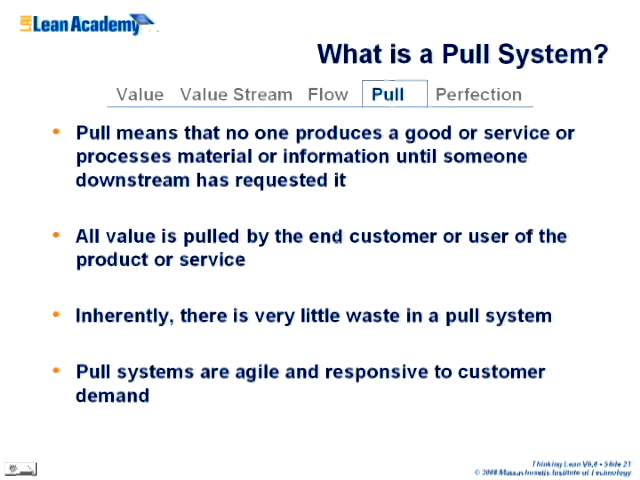 LAI Lean Academy
What is a Pull System?
Value Value Stream Flow Pull Perfection
• Pull means that no one produces a good or service or
processes material or information until someone
downstream has requested it
• All value is pulled by the end customer or user of the
product or service
• Inherently, there is very little waste in a pull system
• Pull systems are agile and responsive to customer
demand
Thinking Lean V6.0 • Slide 21
© 2008 Massachusetts Institute of Technology